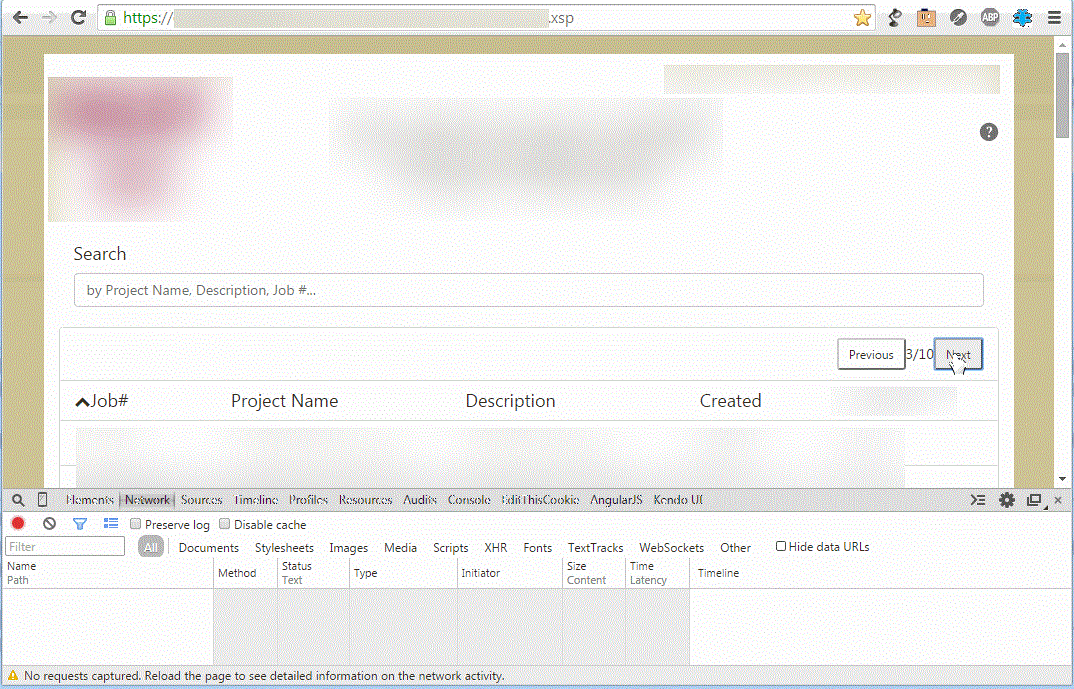 https:// .xsp
ABP
?
Search
by Project Name, Description, Job #...
Previous 3/10 Next
Job# Project Name Description Created
Elements Network Sources Timeline Profiles Resources Audits Console EditThisCookie AngularJS Kendo UI
Preserve log Disable cache
Filter All Documents Stylesheets Images Media Scripts XHR Fonts TextTracks WebSockets Other Hide data URLs
Name Method Status Type Initiator Size Time Timeline
Path Text Content Latency
No requests captured. Reload the page to see detailed information on the network activity.